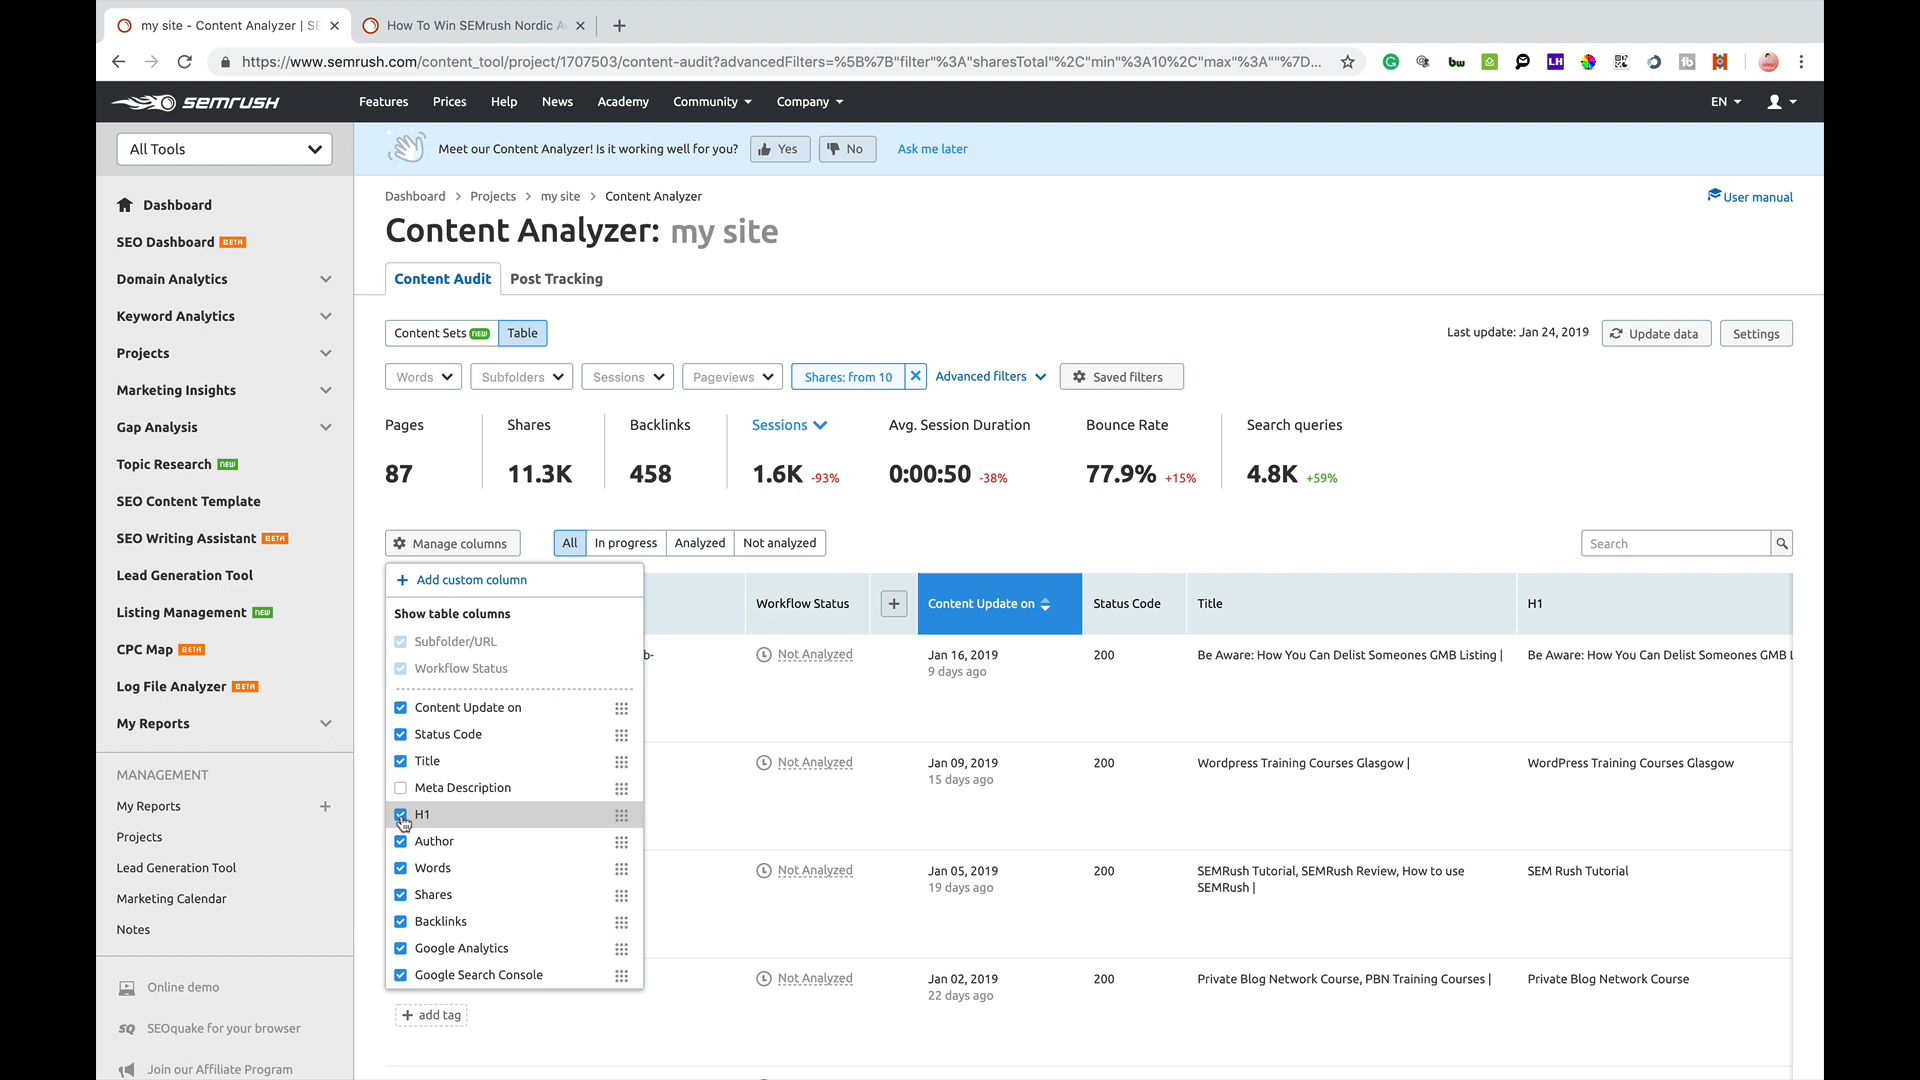 my site - Content Analyzer | SE
How To Win SEMrush Nordic A
https://www.semrush.com/content_tool/project/1707503/content-audit?advancedFilters=%5B%7B"filter"%3A"sharesTotal"%2C"min"%3A10%2C"max"%3A""%7D...
SEMRUSH
Features
Prices
Help
News
Academy
Community
Company
EN
All Tools
Meet our Content Analyzer! Is it working well for you?
Yes
No
Ask me later
Dashboard
SEO Dashboard BETA
Domain Analytics
Keyword Analytics
Projects
Marketing Insights
Gap Analysis
Topic Research NEW
SEO Content Template
SEO Writing Assistant BETA
Lead Generation Tool
Listing Management NEW
CPC Map BETA
Log File Analyzer BETA
My Reports
MANAGEMENT
My Reports
Projects
Lead Generation Tool
Marketing Calendar
Notes
Online demo
SQ SEOquake for your browser
Join our Affiliate Program
Dashboard > Projects > my site > Content Analyzer
User manual
Content Analyzer: my site
Content Audit
Post Tracking
Content Sets NEW
Table
Last update: Jan 24, 2019
Update data
Settings
Words
Subfolders
Sessions
Pageviews
Shares: from 10
Advanced filters
Saved filters
Pages
Shares
Backlinks
Sessions
Avg. Session Duration
Bounce Rate
Search queries
87
11.3K
458
1.6K -93%
0:00:50 -38%
77.9% +15%
4.8K +59%
Manage columns
All
In progress
Analyzed
Not analyzed
Search
+ Add custom column
Show table columns
Subfolder/URL
Workflow Status
Content Update on
Status Code
Title
Meta Description
H1
Author
Words
Shares
Backlinks
Google Analytics
Google Search Console
+ add tag
Workflow Status
+
Content Update on
Status Code
Title
H1
b-
Not Analyzed
Jan 16, 2019
9 days ago
200
Be Aware: How You Can Delist Someones GMB Listing |
Be Aware: How You Can Delist Someones GMB L
Not Analyzed
Jan 09, 2019
15 days ago
200
Wordpress Training Courses Glasgow |
WordPress Training Courses Glasgow
Not Analyzed
Jan 05, 2019
19 days ago
200
SEMRush Tutorial, SEMRush Review, How to use
SEMRush |
SEM Rush Tutorial
Not Analyzed
Jan 02, 2019
22 days ago
200
Private Blog Network Course, PBN Training Courses |
Private Blog Network Course